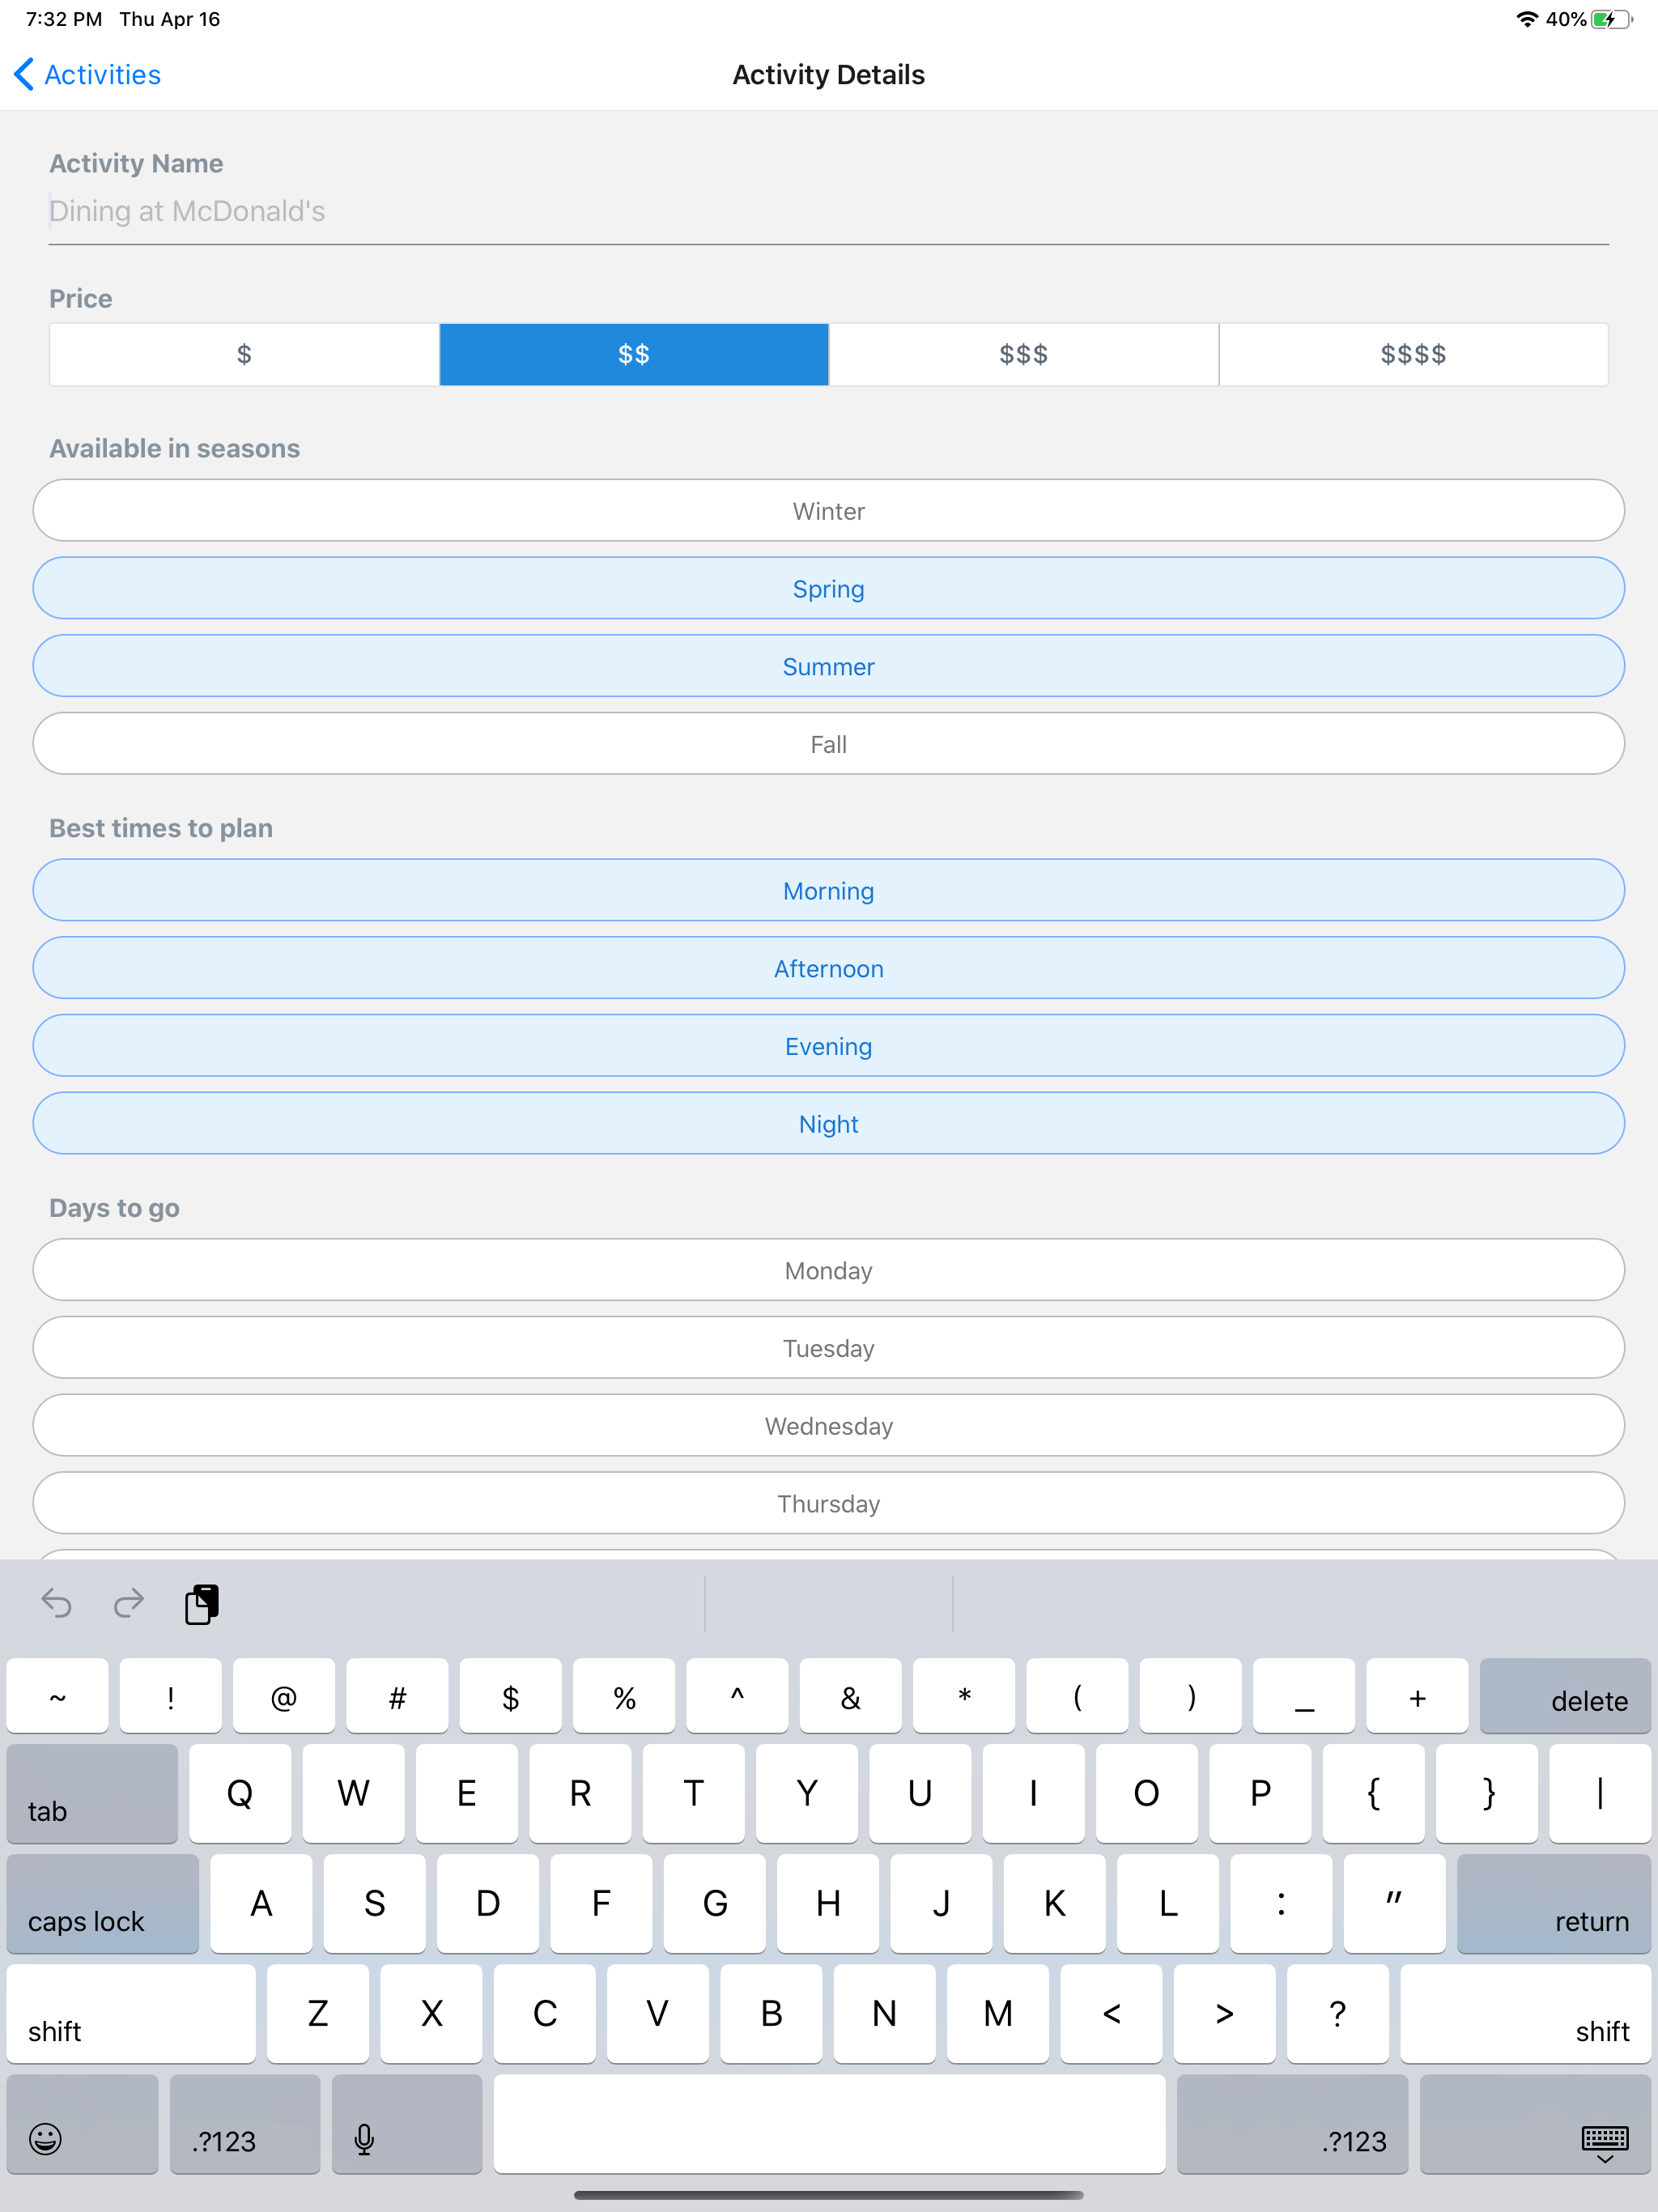 7:32 PM Thu Apr 16 40%
Activities Activity Details
Activity Name
Dining at McDonald's
Price
$ $$ $$$ $$$$
Available in seasons
Winter
Spring
Summer
Fall
Best times to plan
Morning
Afternoon
Evening
Night
Days to go
Monday
Tuesday
Wednesday
Thursday
~ ! @ # $ % ^ & * ( ) _ + delete
tab Q W E R T Y U I O P { } |
caps lock A S D F G H J K L : " return
shift Z X C V B N M < > ? shift
.?123 .?123